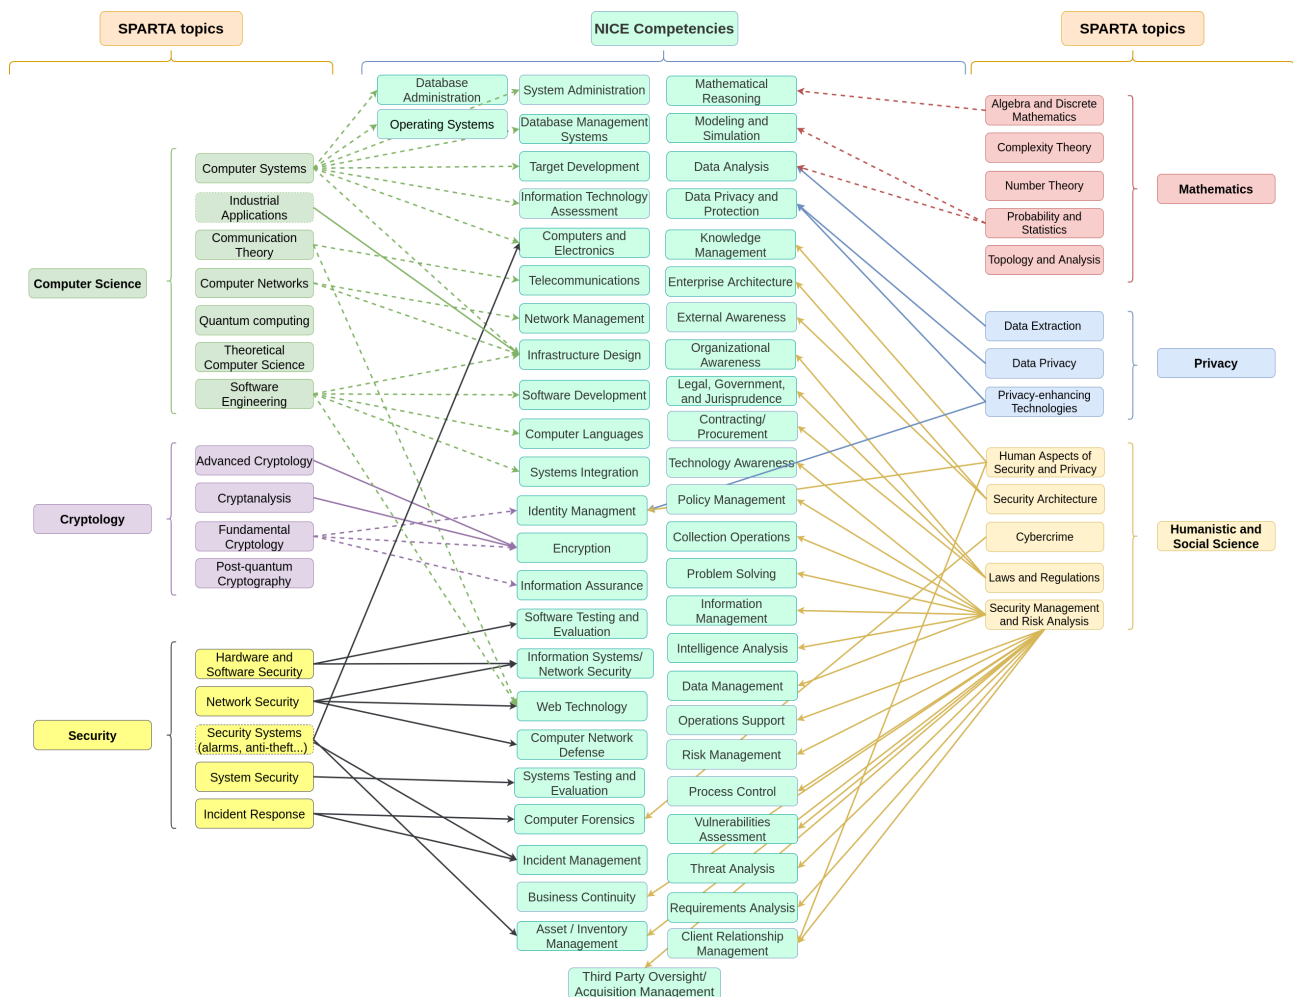 SPARTA topics
NICE Competencies
SPARTA topics
Computer Science
Computer Systems
Industrial
Applications
Communication
Theory
Computer Networks
Quantum computing
Theoretical
Computer Science
Software
Engineering
Cryptology
Advanced Cryptology
Cryptanalysis
Fundamental
Cryptology
Post-quantum
Cryptography
Security
Hardware and
Software Security
Network Security
Security Systems
(alarms, anti-theft...)
System Security
Incident Response
Database
Administration
Operating Systems
System Administration
Database Management
Systems
Target Development
Information Technology
Assessment
Computers and
Electronics
Telecommunications
Network Management
Infrastructure Design
Software Development
Computer Languages
Systems Integration
Identity Managment
Encryption
Information Assurance
Software Testing and
Evaluation
Information Systems/
Network Security
Web Technology
Computer Network
Defense
Systems Testing and
Evaluation
Computer Forensics
Incident Management
Business Continuity
Asset / Inventory
Management
Third Party Oversight/
Acquisition Management
Mathematical
Reasoning
Modeling and
Simulation
Data Analysis
Data Privacy and
Protection
Knowledge
Management
Enterprise Architecture
External Awareness
Organizational
Awareness
Legal, Government,
and Jurisprudence
Contracting/
Procurement
Technology Awareness
Policy Management
Collection Operations
Problem Solving
Information
Management
Intelligence Analysis
Data Management
Operations Support
Risk Management
Process Control
Vulnerabilities
Assessment
Threat Analysis
Requirements Analysis
Client Relationship
Management
Algebra and Discrete
Mathematics
Complexity Theory
Number Theory
Probability and
Statistics
Topology and Analysis
Mathematics
Data Extraction
Data Privacy
Privacy-enhancing
Technologies
Privacy
Human Aspects of
Security and Privacy
Security Architecture
Cybercrime
Laws and Regulations
Security Management
and Risk Analysis
Humanistic and
Social Science